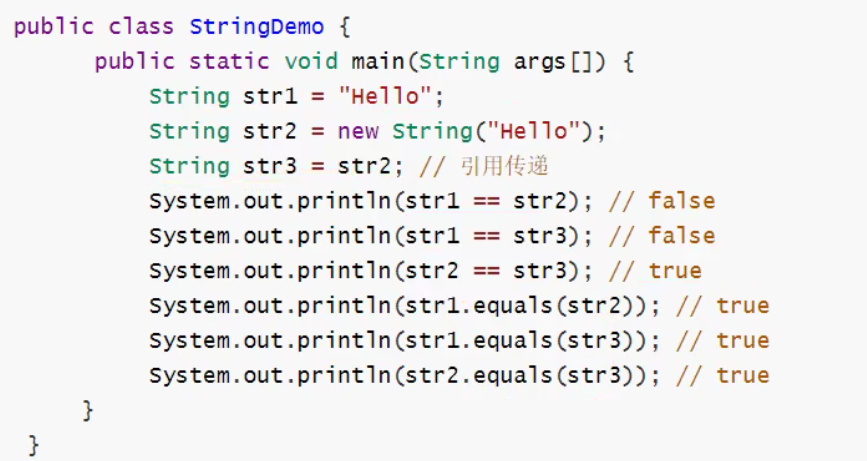 public class StringDemo {
public static void main(String args[]) {
String str1 = "Hello";
String str2 = new String("Hello");
String str3 = str2; // 引用传递
System.out.println(str1 == str2); // false
System.out.println(str1 == str3); // false
System.out.println(str2 == str3); // true
System.out.println(str1.equals(str2)); // true
System.out.println(str1.equals(str3)); // true
System.out.println(str2.equals(str3)); // true
}
}